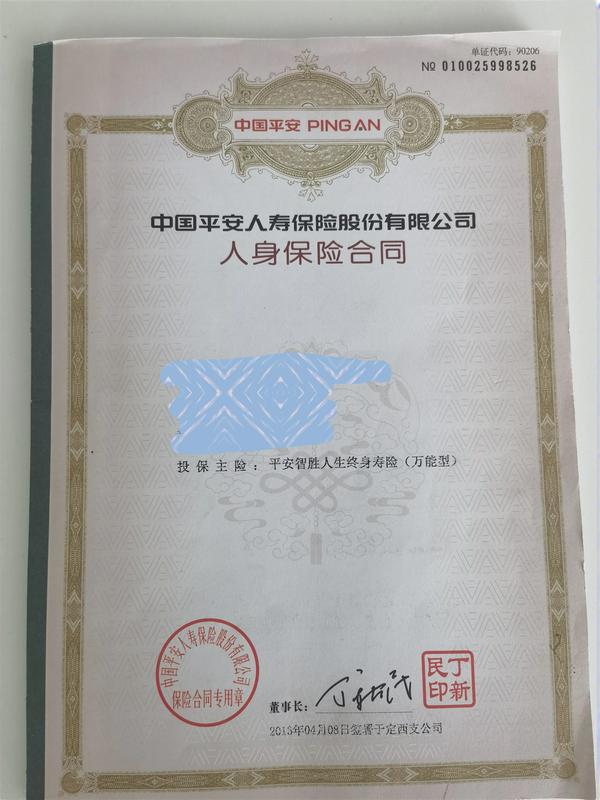 单证代码：90206
№ 010025998526
中国平安 PINGAN
中国平安人寿保险股份有限公司
人身保险合同
投保主险：平安智胜人生终身寿险（万能型）
中国平安人寿保险股份有限公司
保险合同专用章
董事长：
丁新民印
2013年04月08日签署于定西支公司